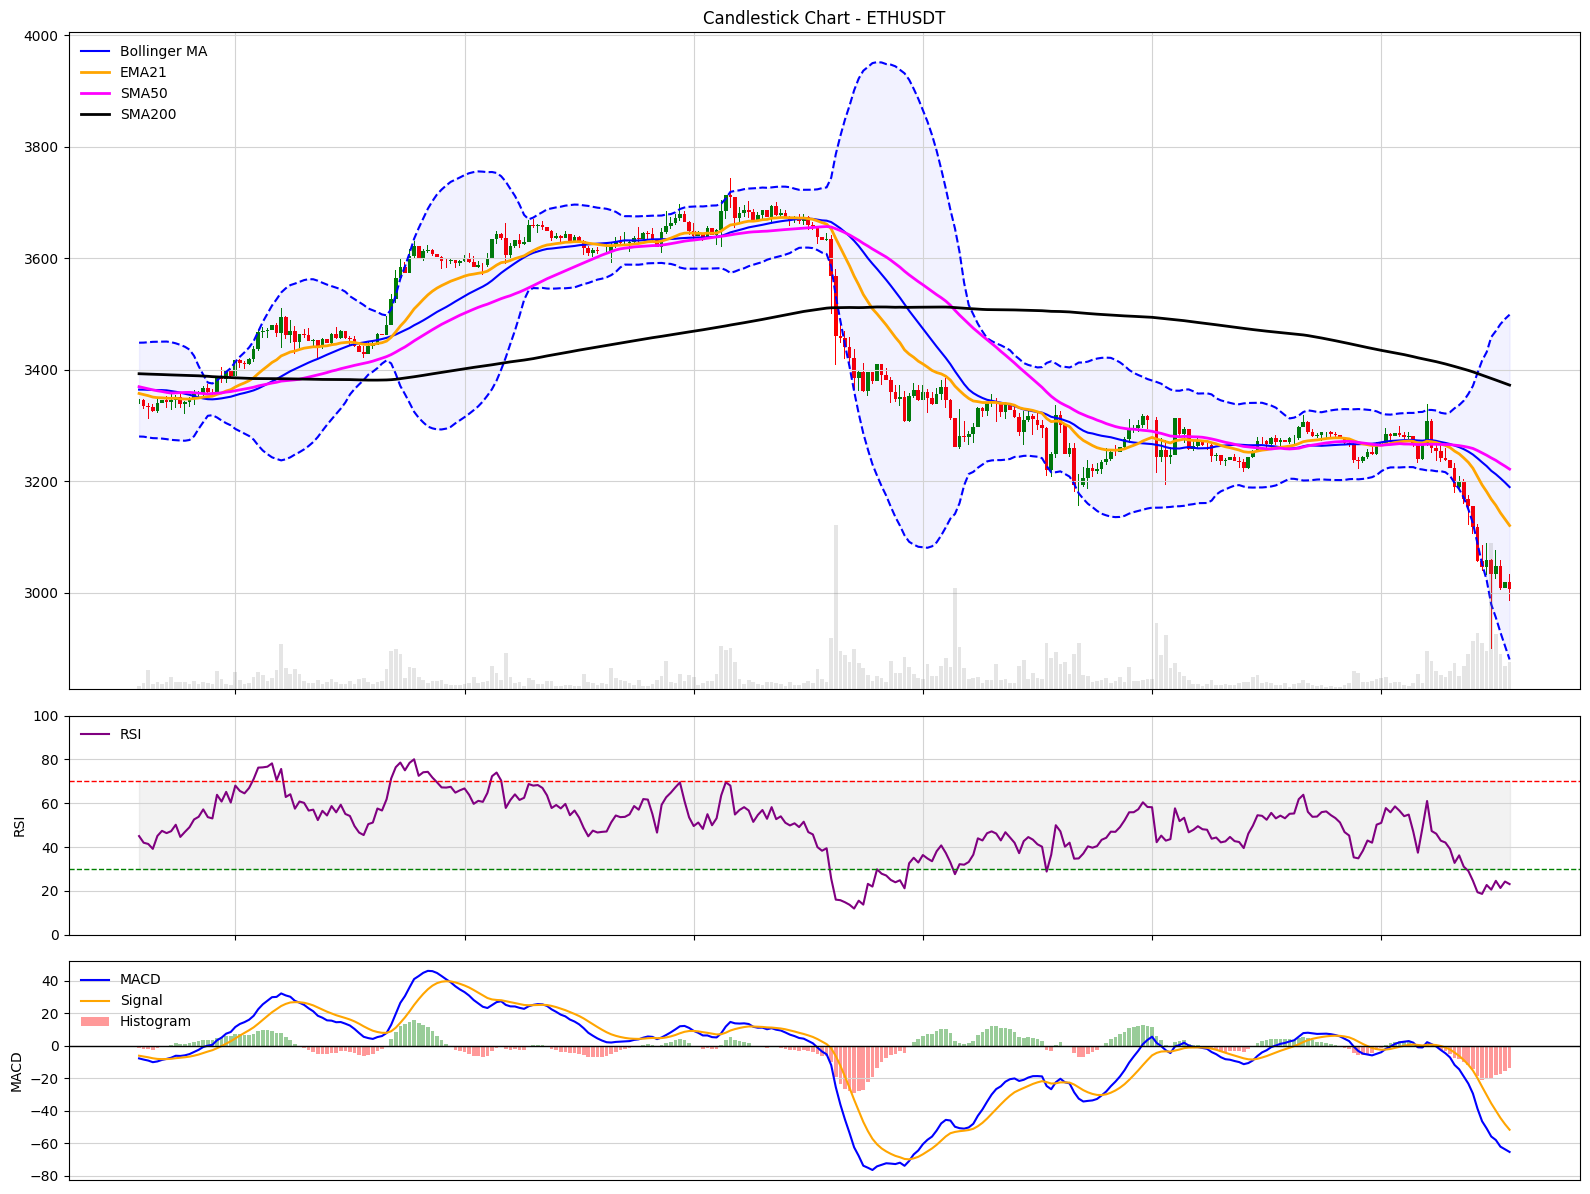 Candlestick Chart - ETHUSDT
4000
3800
3600
3400
3200
3000
Bollinger MA
EMA21
SMA50
SMA200
100
80
60
40
20
0
RSI
RSI
40
20
0
−20
−40
−60
−80
MACD
MACD
Signal
Histogram